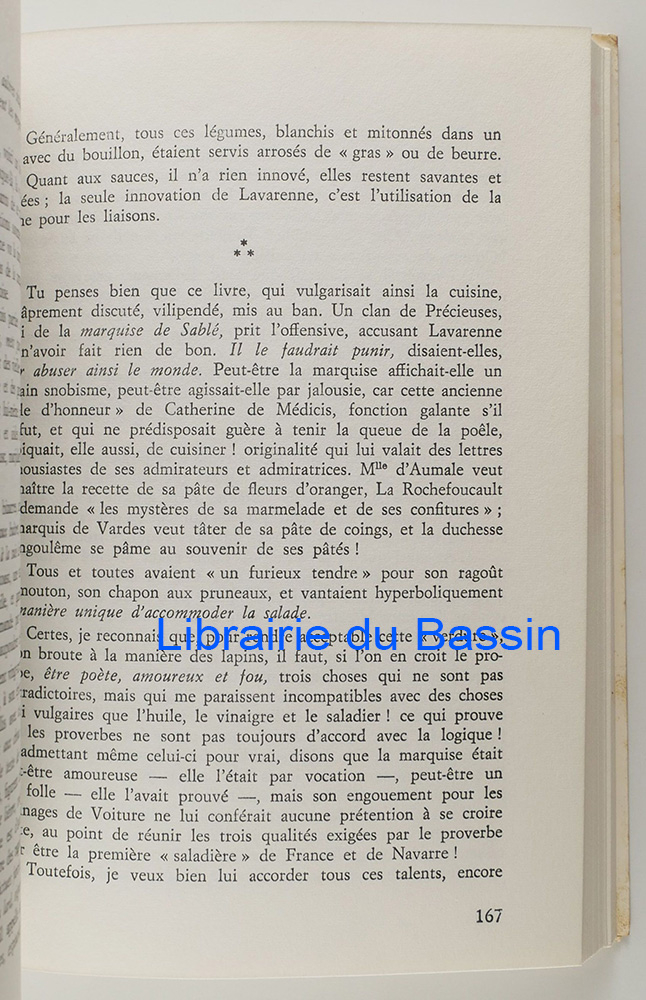 Généralement, tous ces légumes, blanchis et mitonnés dans un
avec du bouillon, étaient servis arrosés de « gras » ou de beurre.
Quant aux sauces, il n'a rien innové, elles restent savantes et
ées ; la seule innovation de Lavarenne, c'est l'utilisation de la
ne pour les liaisons.
*
* *
Tu penses bien que ce livre, qui vulgarisait ainsi la cuisine,
âprement discuté, vilipendé, mis au ban. Un clan de Précieuses,
i de la marquise de Sablé, prit l'offensive, accusant Lavarenne
n'avoir fait rien de bon. Il le faudrait punir, disaient-elles,
r abuser ainsi le monde. Peut-être la marquise affichait-elle un
ain snobisme, peut-être agissait-elle par jalousie, car cette ancienne
le d'honneur » de Catherine de Médicis, fonction galante s'il
fut, et qui ne prédisposait guère à tenir la queue de la poêle,
iquait, elle aussi, de cuisiner ! originalité qui lui valait des lettres
housiastes de ses admirateurs et admiratrices. Mlle d'Aumale veut
naître la recette de sa pâte de fleurs d'oranger, La Rochefoucault
demande « les mystères de sa marmelade et de ses confitures » ;
marquis de Vardes veut tâter de sa pâte de coings, et la duchesse
ngoulême se pâme au souvenir de ses pâtés !
Tous et toutes avaient « un furieux tendre » pour son ragoût
mouton, son chapon aux pruneaux, et vantaient hyperboliquement
manière unique d'accommoder la salade.
Certes, je reconnais que, pour rendre acceptable cette « verdure »,
on broute à la manière des lapins, il faut, si l'on en croit le pro-
be, être poète, amoureux et fou, trois choses qui ne sont pas
tradictoires, mais qui me paraissent incompatibles avec des choses
i vulgaires que l'huile, le vinaigre et le saladier ! ce qui prouve
les proverbes ne sont pas toujours d'accord avec la logique !
admettant même celui-ci pour vrai, disons que la marquise était
t-être amoureuse — elle l'était par vocation —, peut-être un
folle — elle l'avait prouvé —, mais son engouement pour les
nages de Voiture ne lui conférait aucune prétention à se croire
te, au point de réunir les trois qualités exigées par le proverbe
r être la première « saladière » de France et de Navarre !
Toutefois, je veux bien lui accorder tous ces talents, encore
167
Librairie du Bassin